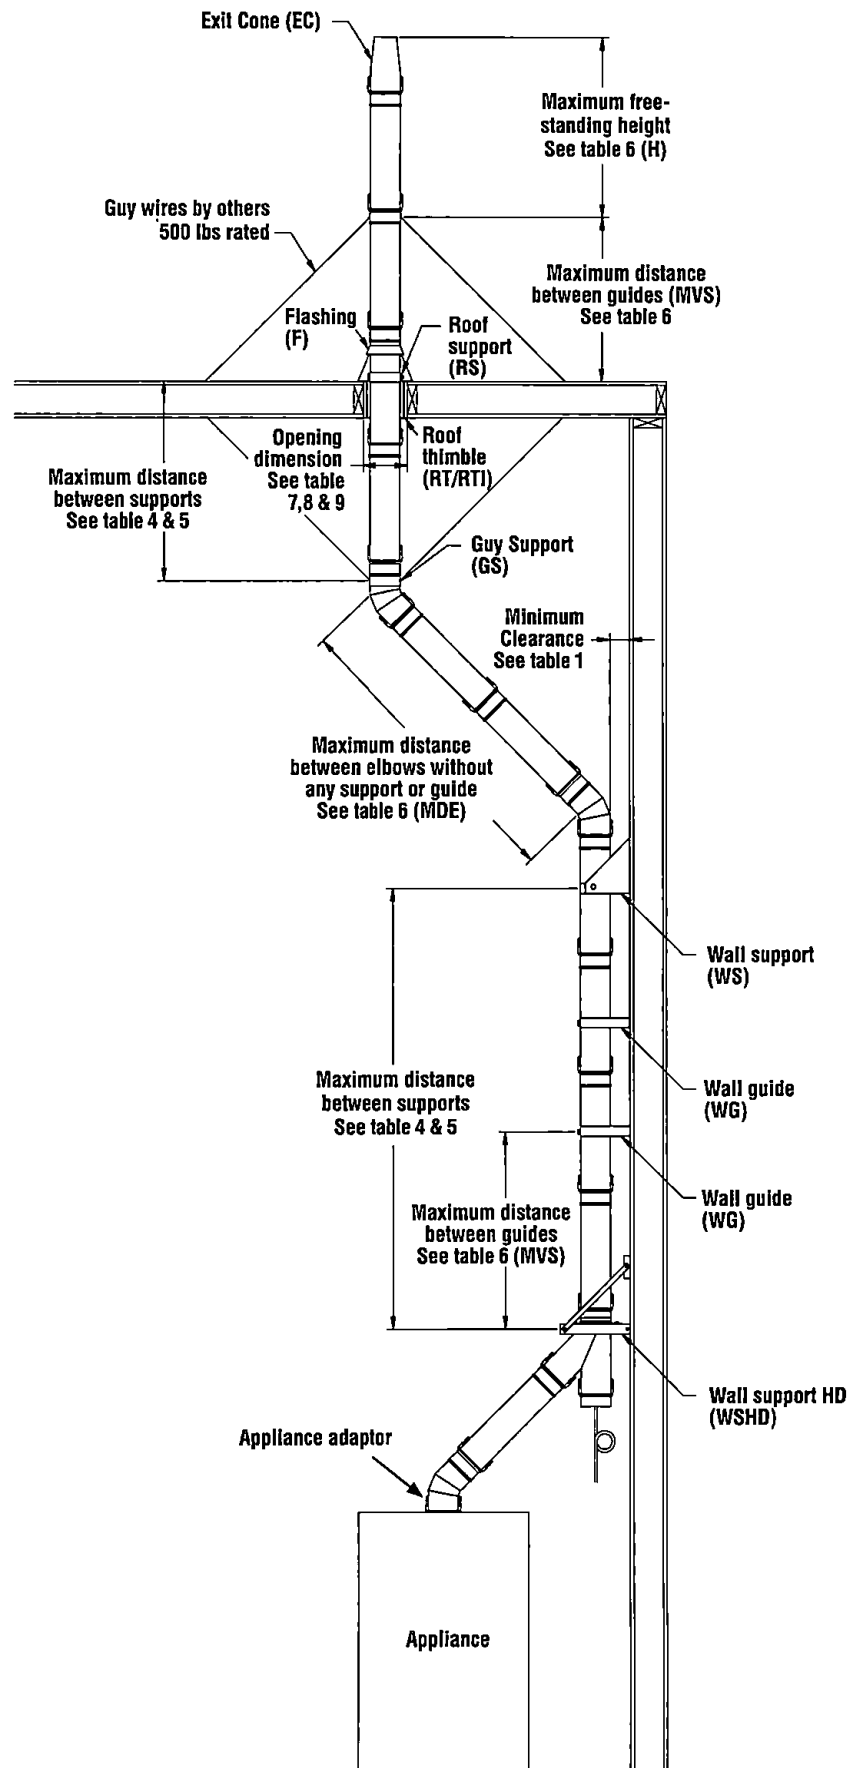 Exit Cone (EC)
Maximum free-
standing height
See table 6 (H)
Guy wires by others
500 lbs rated
Maximum distance
between guides (MVS)
See table 6
Flashing
(F)
Roof
support
(RS)
Opening
dimension
See table
7,8 & 9
Roof
thimble
(RT/RTI)
Maximum distance
between supports
See table 4 & 5
Guy Support
(GS)
Minimum
Clearance
See table 1
Maximum distance
between elbows without
any support or guide
See table 6 (MDE)
Wall support
(WS)
Maximum distance
between supports
See table 4 & 5
Wall guide
(WG)
Wall guide
(WG)
Maximum distance
between guides
See table 6 (MVS)
Wall support HD
(WSHD)
Appliance adaptor
Appliance